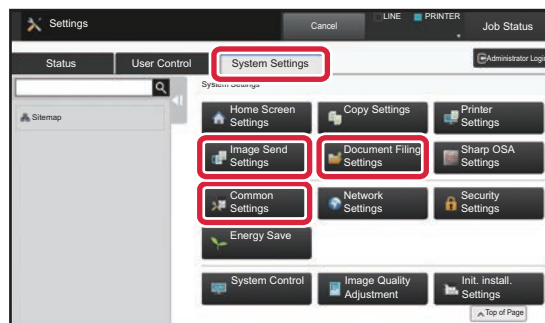 Settings
Cancel
LINE
PRINTER
Job Status
Status
User Control
System Settings
Administrator Login
System Settings
Sitemap
Home Screen
Settings
Copy Settings
Printer
Settings
Image Send
Settings
Document Filing
Settings
Sharp OSA
Settings
Common
Settings
Network
Settings
Security
Settings
Energy Save
System Control
Image Quality
Adjustment
Init. install.
Settings
Top of Page